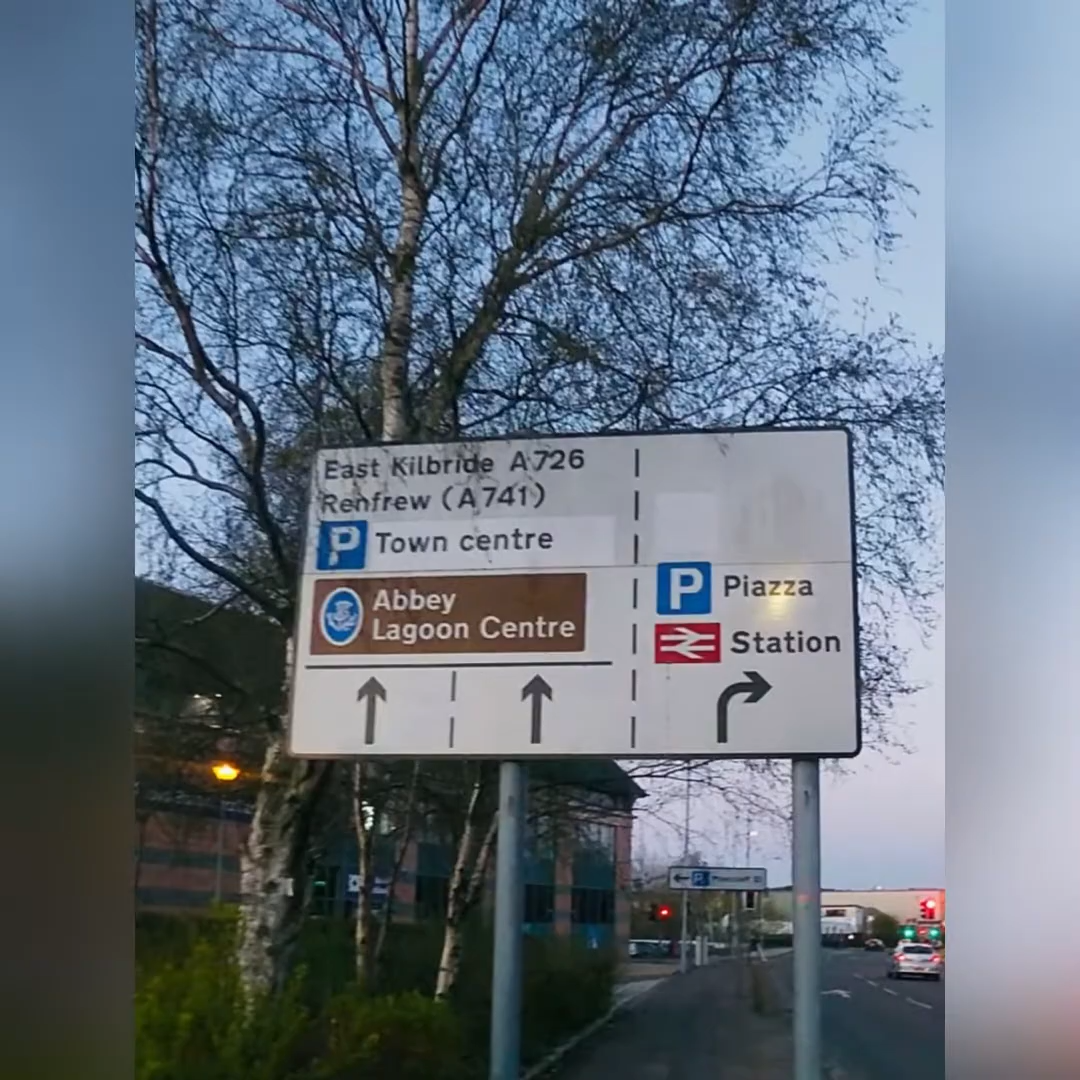 East Kilbride A726
Renfrew (A741)
P Town centre
Abbey
Lagoon Centre
P Piazza
Station
P